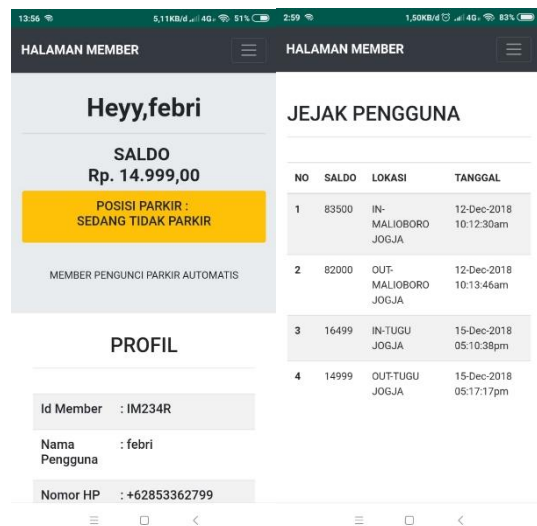 13:56 5,11KB/d 4G 51%
HALAMAN MEMBER
Heyy,febri
SALDO
Rp. 14.999,00
POSISI PARKIR :
SEDANG TIDAK PARKIR
MEMBER PENGUNCI PARKIR AUTOMATIS
PROFIL
Id Member : IM234R
Nama Pengguna : febri
Nomor HP : +62853362799
2:59 1,50KB/d 4G 83%
HALAMAN MEMBER
JEJAK PENGGUNA
NO SALDO LOKASI TANGGAL
1 83500 IN- 12-Dec-2018
MALIOBORO 10:12:30am
JOGJA
2 82000 OUT- 12-Dec-2018
MALIOBORO 10:13:46am
JOGJA
3 16499 IN-TUGU 15-Dec-2018
JOGJA 05:10:38pm
4 14999 OUT-TUGU 15-Dec-2018
JOGJA 05:17:17pm